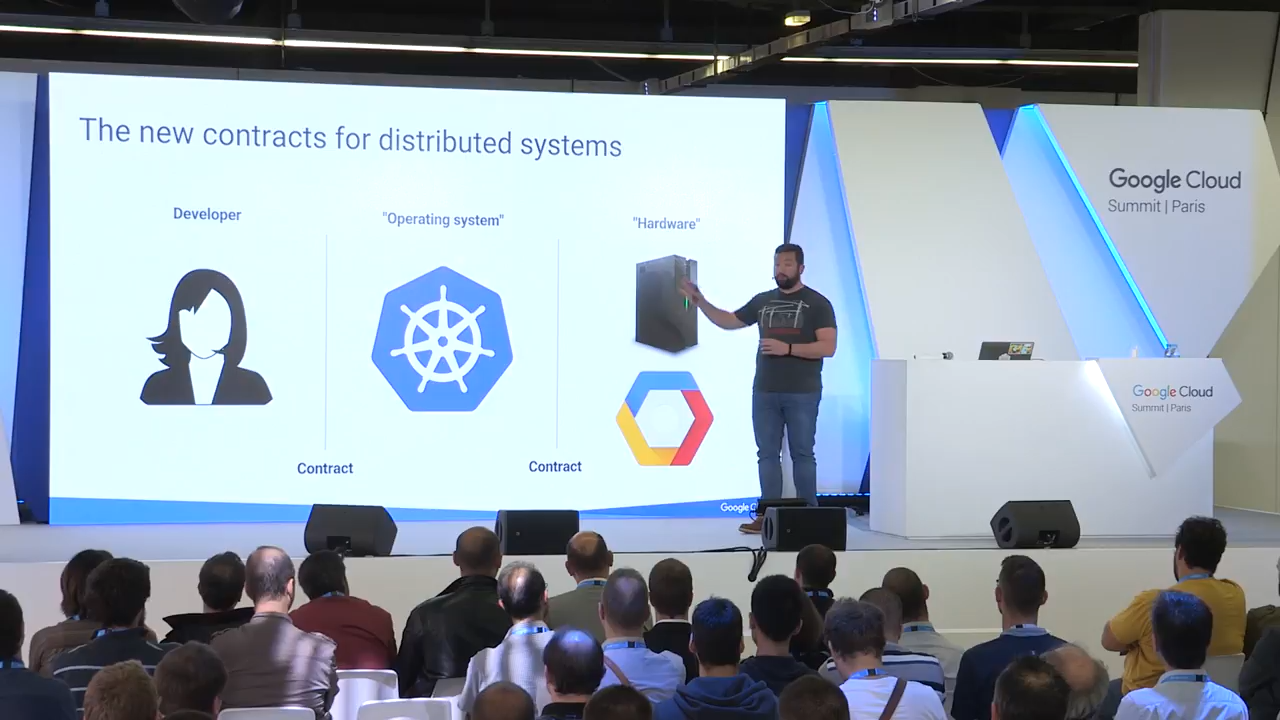 The new contracts for distributed systems
Developer
"Operating system"
"Hardware"
Contract
Contract
Google
Google Cloud
Summit | Paris
Google Cloud
Summit | Paris